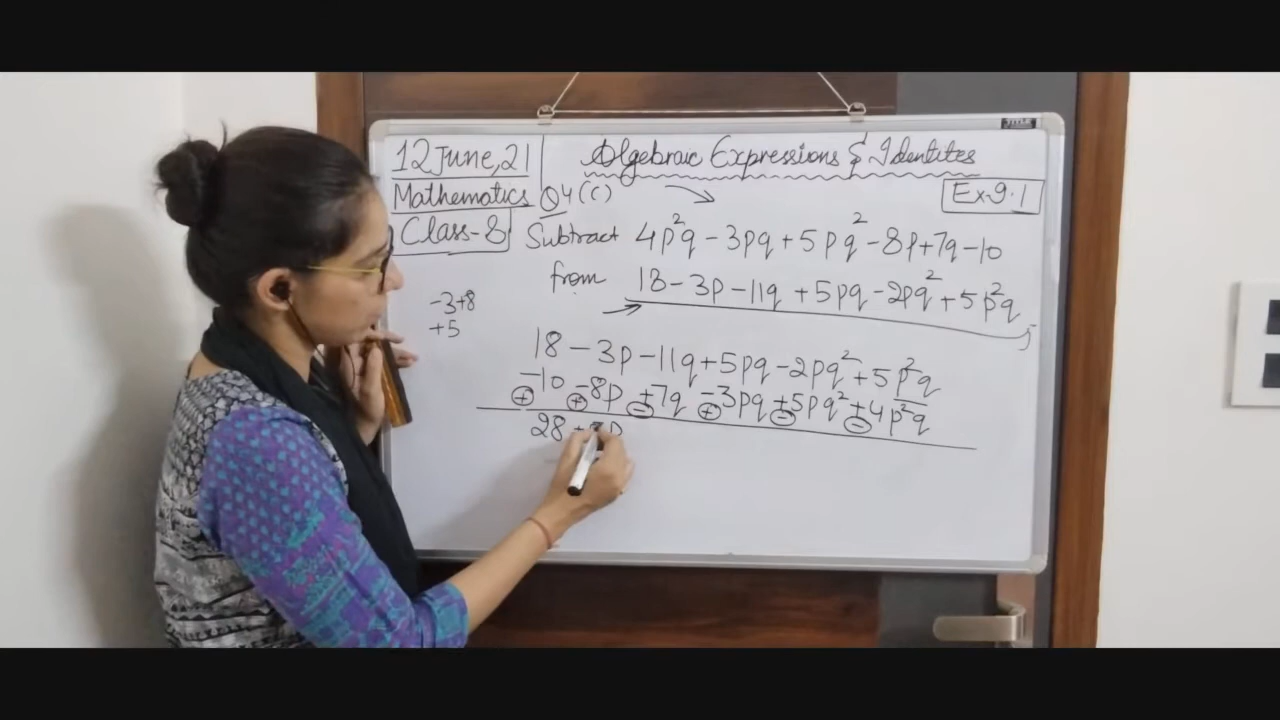 12 June, 21
Algebraic Expressions & Identites
Mathematics
Q4(c)
Ex 9.1
Class-8
Subtract 4p²q - 3pq + 5pq² - 8p + 7q - 10
from 18 - 3p - 11q + 5pq - 2pq² + 5p²q
-3+8
+5
18 - 3p - 11q + 5pq - 2pq² + 5p²q
-10 - 8p + 7q - 3pq + 5pq² + 4p²q
⊕ ⊕ ⊖ ⊕ ⊖ ⊖
28 +